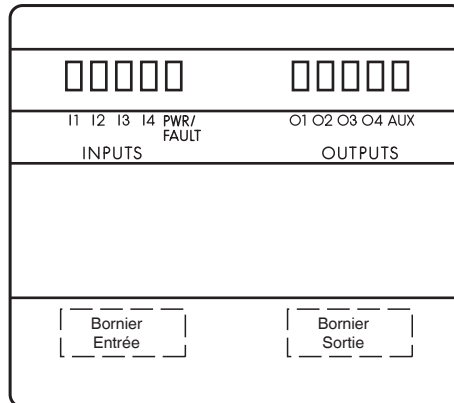 I1 I2 I3 I4 PWR/
FAULT
O1 O2 O3 O4 AUX
INPUTS
OUTPUTS
Bornier
Entrée
Bornier
Sortie